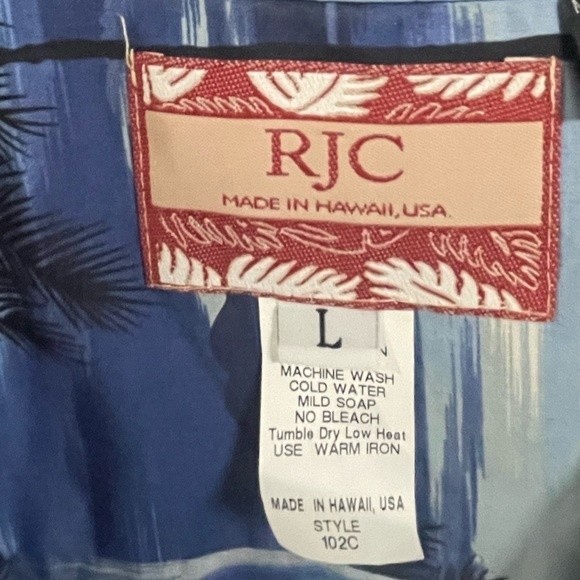 RJC
MADE IN HAWAII, USA.
L
N
MACHINE WASH
COLD WATER
MILD SOAP
NO BLEACH
Tumble Dry Low Heat
USE WARM IRON
MADE IN HAWAII, USA
STYLE
102C